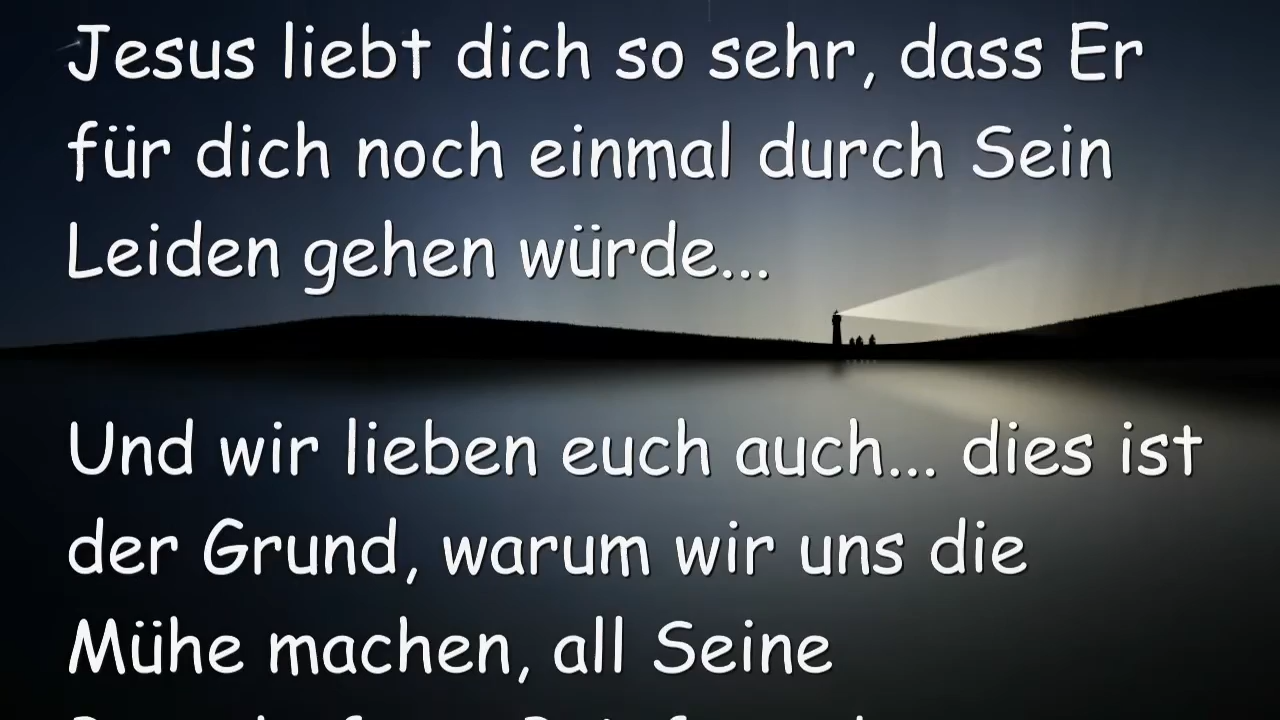 Jesus liebt dich so sehr, dass Er
für dich noch einmal durch Sein
Leiden gehen würde...
Und wir lieben euch auch... dies ist
der Grund, warum wir uns die
Mühe machen, all Seine